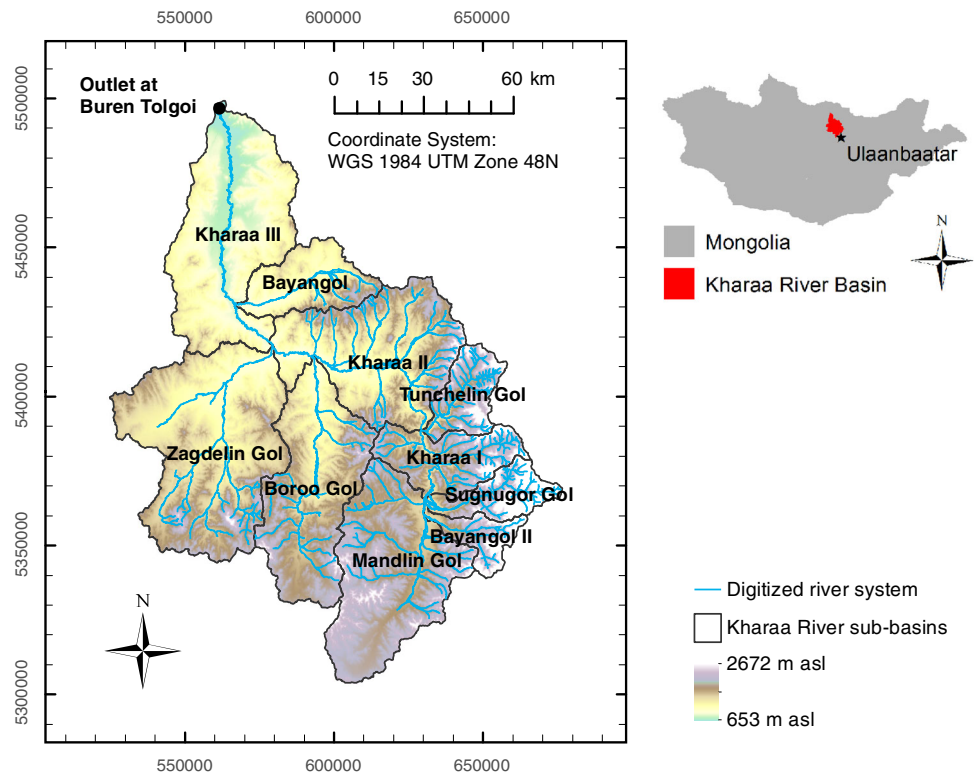 550000 600000 650000
Outlet at
Buren Tolgoi
0 15 30 60 km
Coordinate System:
WGS 1984 UTM Zone 48N
5500000
5450000
5400000
5350000
5300000
Kharaa III
Bayangol
Kharaa II
Tunchelin Gol
Zagdelin Gol
Kharaa I
Boroo Gol
Sugnugor Gol
Bayangol II
Mandlin Gol
N
550000 600000 650000
Ulaanbaatar
Mongolia
Kharaa River Basin
N
Digitized river system
Kharaa River sub-basins
2672 m asl
653 m asl